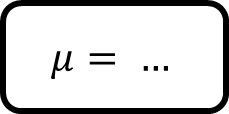 μ = ...